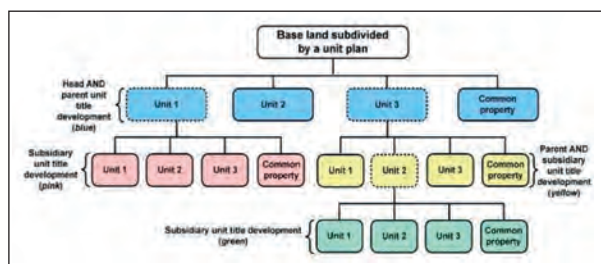 Base land subdivided
by a unit plan
Head AND
parent unit
title
development
(blue)
Unit 1
Unit 2
Unit 3
Common
property
Subsidiary
unit title
development
(pink)
Unit 1
Unit 2
Unit 3
Common
property
Unit 1
Unit 2
Unit 3
Common
property
Parent AND
subsidiary
unit title
development
(yellow)
Subsidiary unit title development
(green)
Unit 1
Unit 2
Unit 3
Common
property